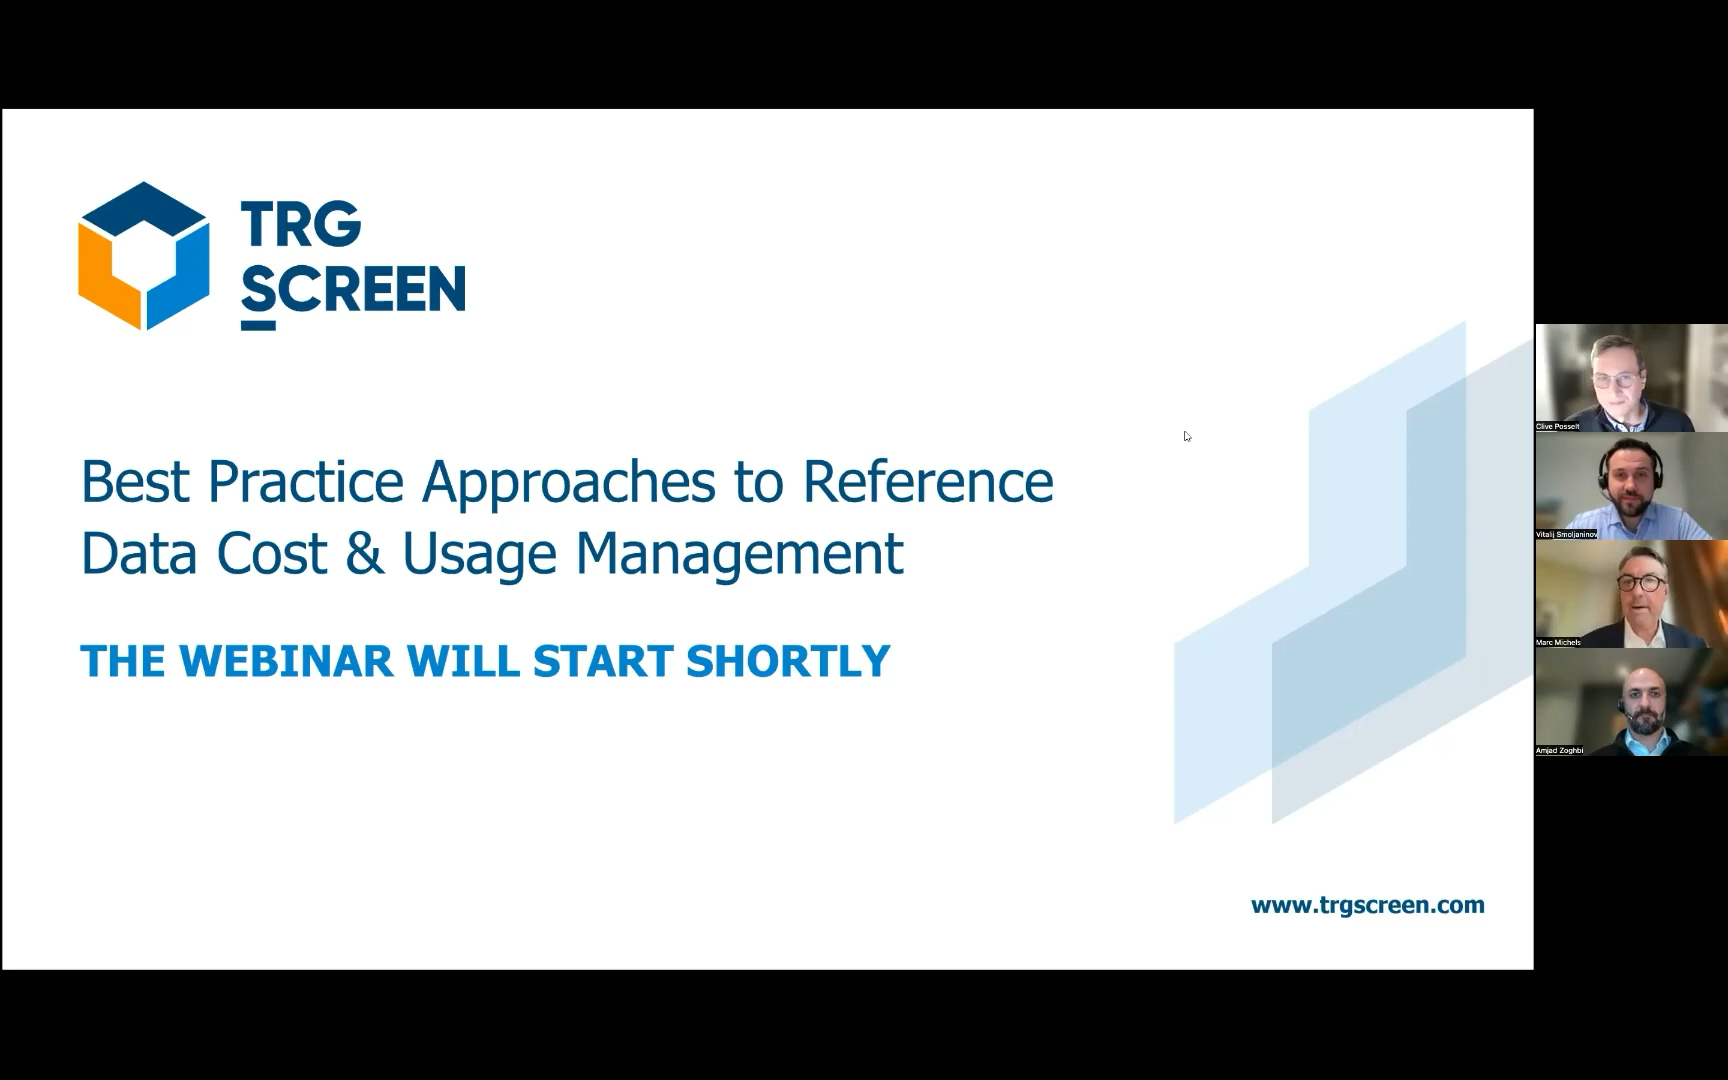 TRG
SCREEN
Best Practice Approaches to Reference
Data Cost & Usage Management
THE WEBINAR WILL START SHORTLY
www.trgscreen.com
Clive Posselt
Vitalij Smoljaninov
Marc Michels
Amjad Zoghbi